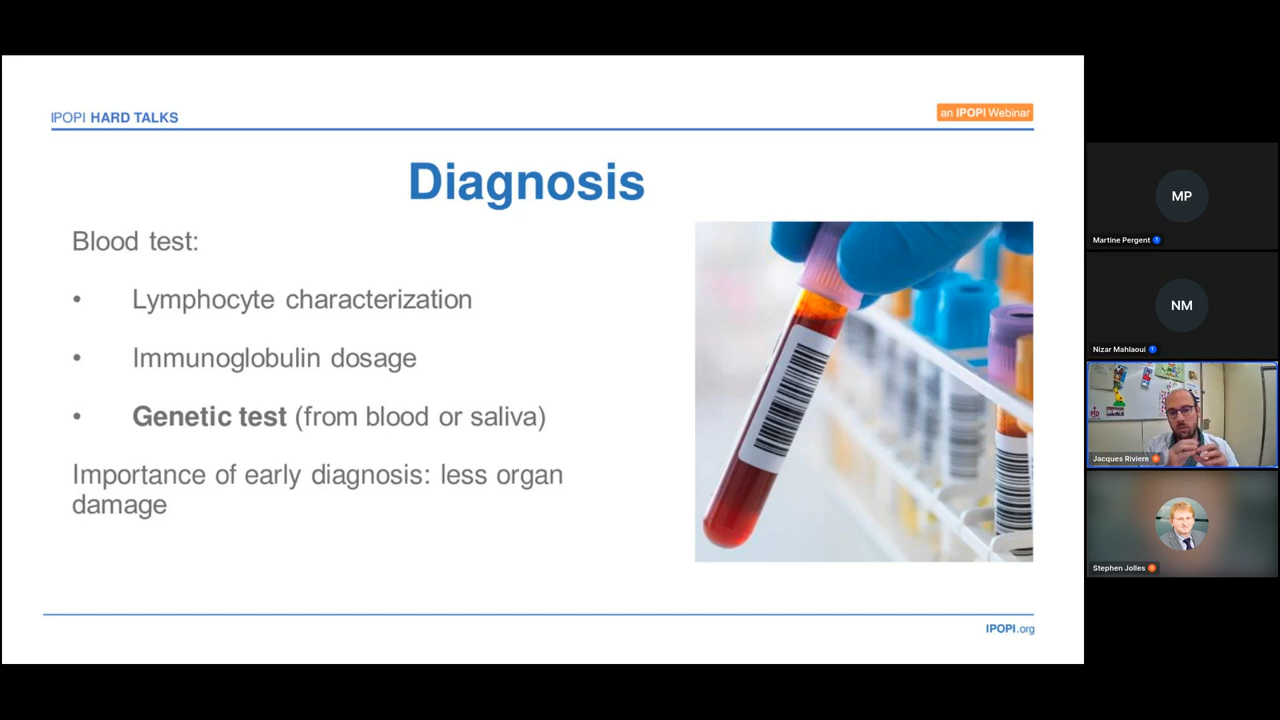 IPOPI HARD TALKS
an IPOPI Webinar
Diagnosis
Blood test:
• Lymphocyte characterization
• Immunoglobulin dosage
• Genetic test (from blood or saliva)
Importance of early diagnosis: less organ
damage
IPOPI.org
MP
Martine Pergent
NM
Nizar Mahlaoui
PID
Jacques Riviere
Stephen Jolles